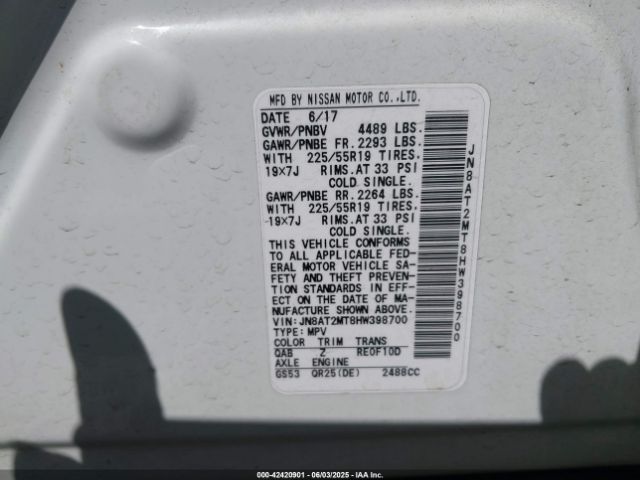 MFD BY NISSAN MOTOR CO.,LTD.
DATE 6/17
GVWR/PNBV 4489 LBS.
GAWR/PNBE FR. 2293 LBS.
WITH 225/55R19 TIRES.
19×7J RIMS.AT 33 PSI
COLD SINGLE.
GAWR/PNBE RR. 2264 LBS.
WITH 225/55R19 TIRES.
19×7J RIMS.AT 33 PSI
COLD SINGLE.
THIS VEHICLE CONFORMS
TO ALL APPLICABLE FED-
ERAL MOTOR VEHICLE SA-
FETY AND THEFT PREVEN-
TION STANDARDS IN EFF-
ECT ON THE DATE OF MA-
NUFACTURE SHOWN ABOVE.
VIN: JN8AT2MT8HW398700
TYPE: MPV
COLOR TRIM TRANS
QAB Z RE0F10D
AXLE ENGINE
GS53 QR25(DE) 2488CC
JN8AT2MT8HW398700
000-42420901 - 06/03/2025 - IAA, Inc.